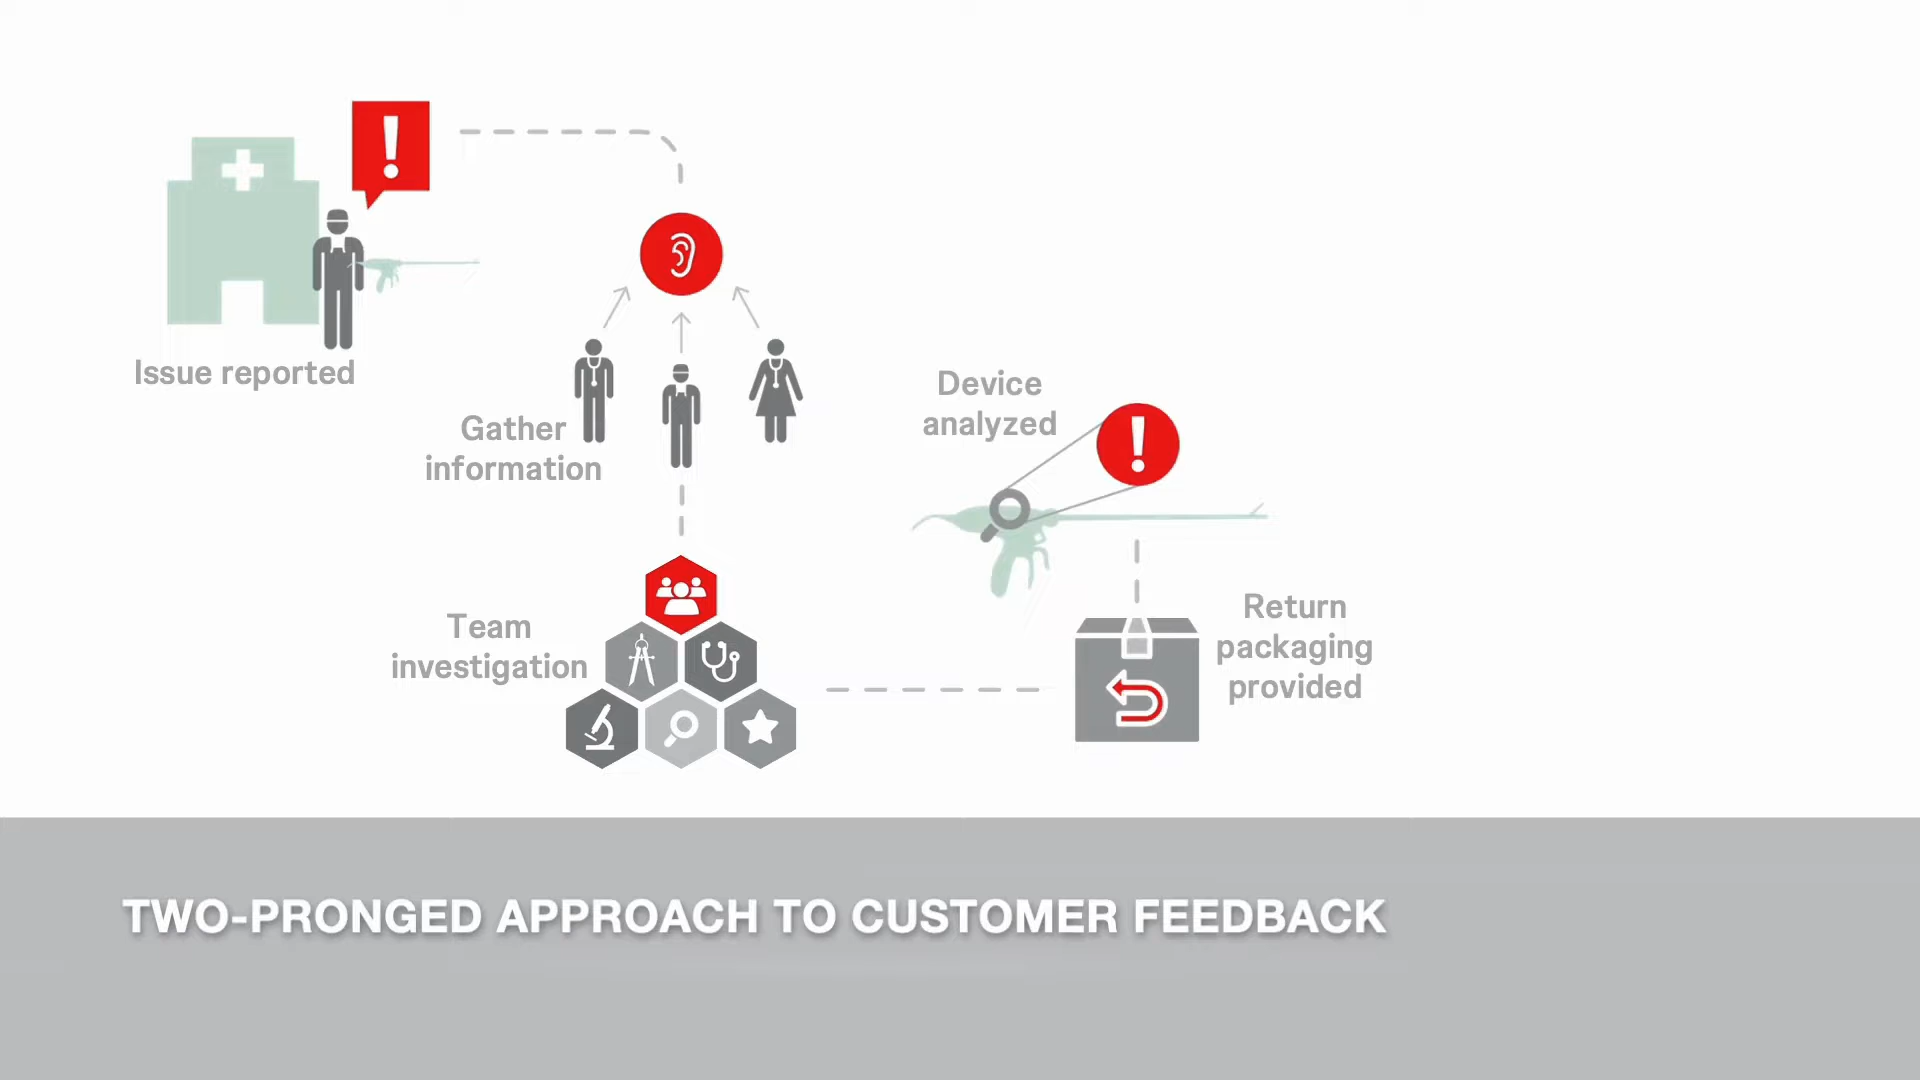 Issue reported
Gather
information
Team
investigation
Device
analyzed
Return
packaging
provided
TWO-PRONGED APPROACH TO CUSTOMER FEEDBACK